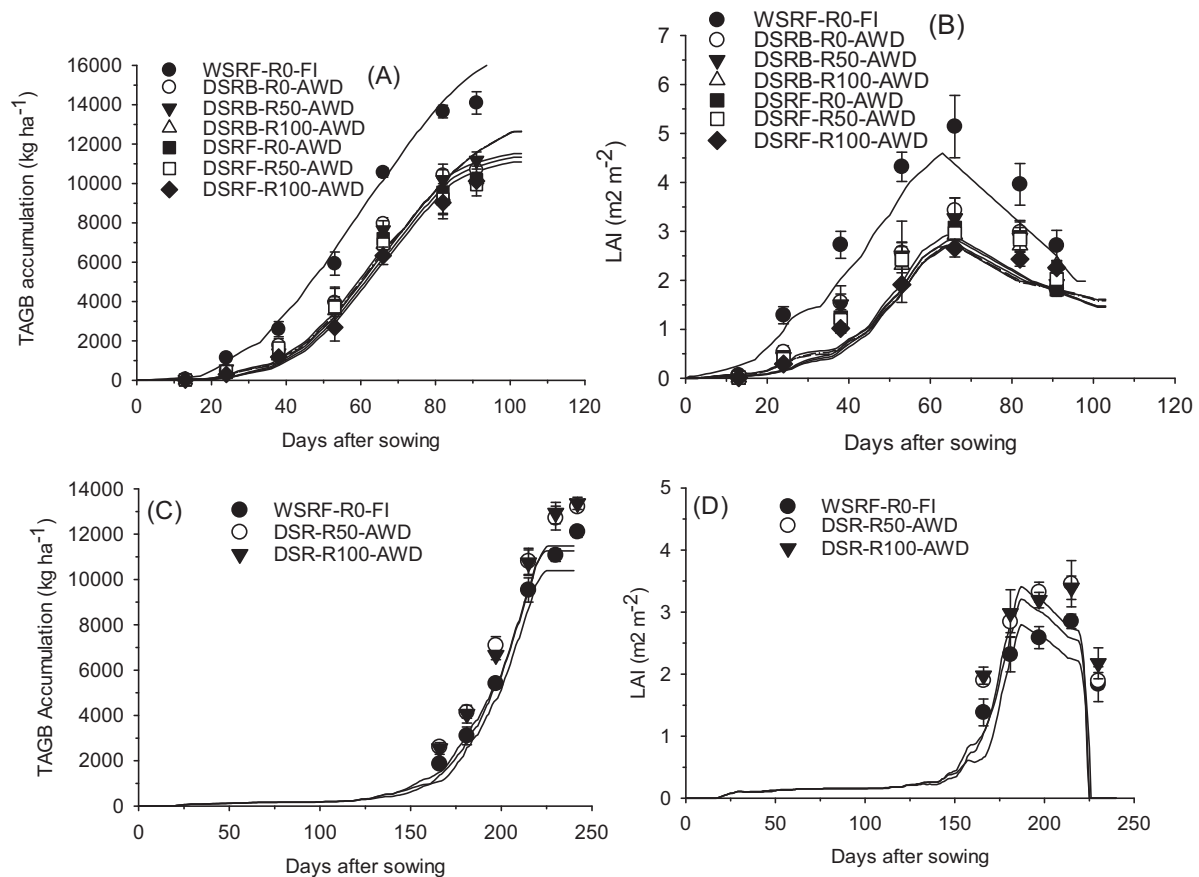 (A)
TAGB accumulation (kg ha⁻¹)
16000
14000
12000
10000
8000
6000
4000
2000
0
WSRF-R0-FI
DSRB-R0-AWD
DSRB-R50-AWD
DSRB-R100-AWD
DSRF-R0-AWD
DSRF-R50-AWD
DSRF-R100-AWD
0 20 40 60 80 100 120
Days after sowing
(B)
LAI (m2 m⁻²)
7
6
5
4
3
2
1
0
WSRF-R0-FI
DSRB-R0-AWD
DSRB-R50-AWD
DSRB-R100-AWD
DSRF-R0-AWD
DSRF-R50-AWD
DSRF-R100-AWD
0 20 40 60 80 100 120
Days after sowing
(C)
TAGB Accumulation (kg ha⁻¹)
14000
12000
10000
8000
6000
4000
2000
0
WSRF-R0-FI
DSR-R50-AWD
DSR-R100-AWD
0 50 100 150 200 250
Days after sowing
(D)
LAI (m2 m⁻²)
5
4
3
2
1
0
WSRF-R0-FI
DSR-R50-AWD
DSR-R100-AWD
0 50 100 150 200 250
Days after sowing